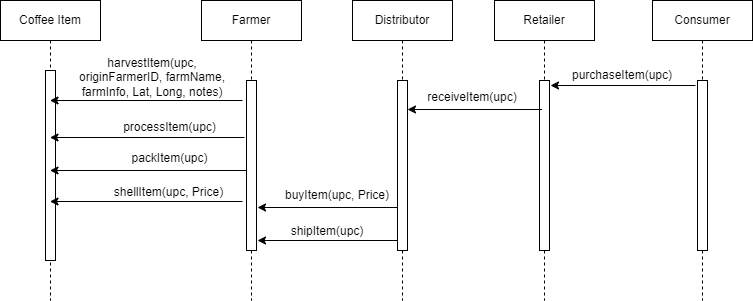 Coffee Item
Farmer
Distributor
Retailer
Consumer
harvestItem(upc,
originFarmerID, farmName,
farmInfo, Lat, Long, notes)
purchaseItem(upc)
receiveItem(upc)
processItem(upc)
packItem(upc)
shellItem(upc, Price)
buyItem(upc, Price)
shipItem(upc)